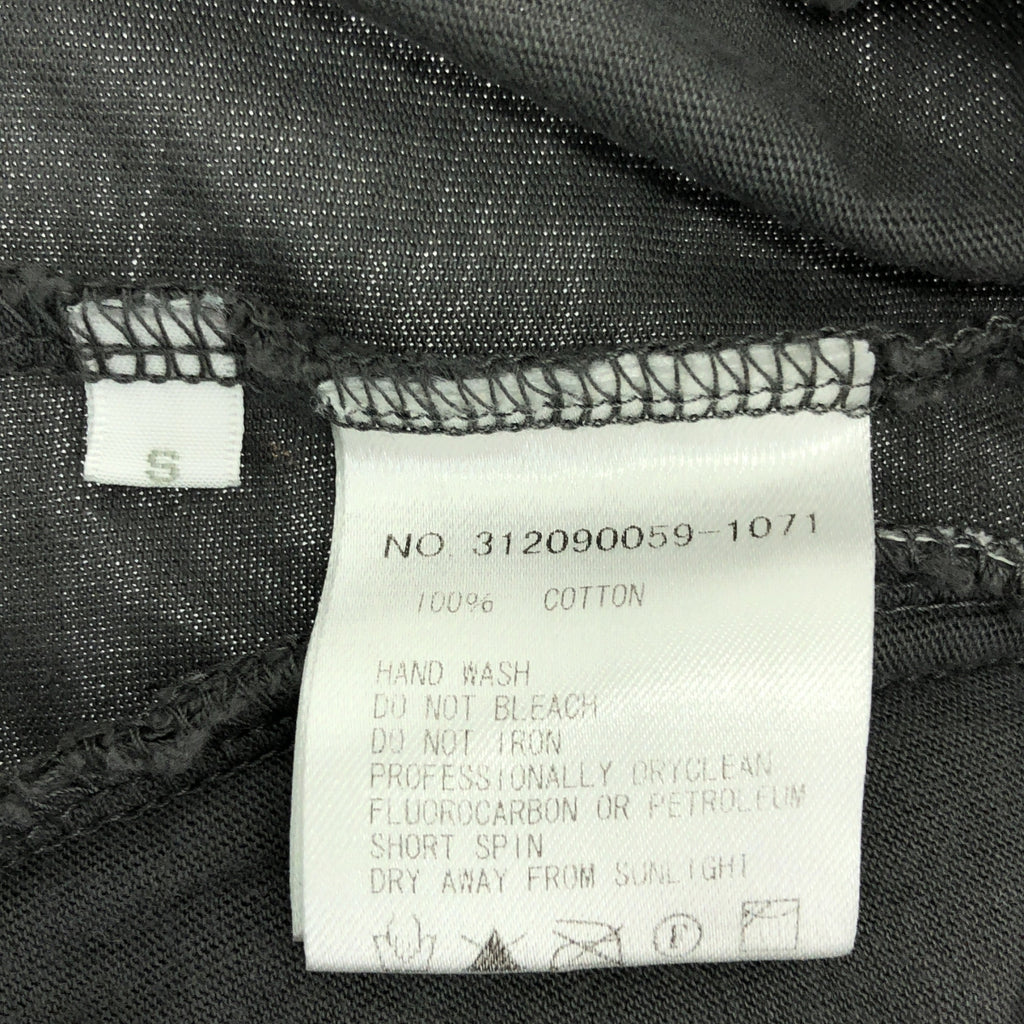 S
NO. 312090059-1071
100% COTTON
HAND WASH
DO NOT BLEACH
DO NOT IRON
PROFESSIONALLY DRYCLEAN
FLUOROCARBON OR PETROLEUM
SHORT SPIN
DRY AWAY FROM SUNLIGHT